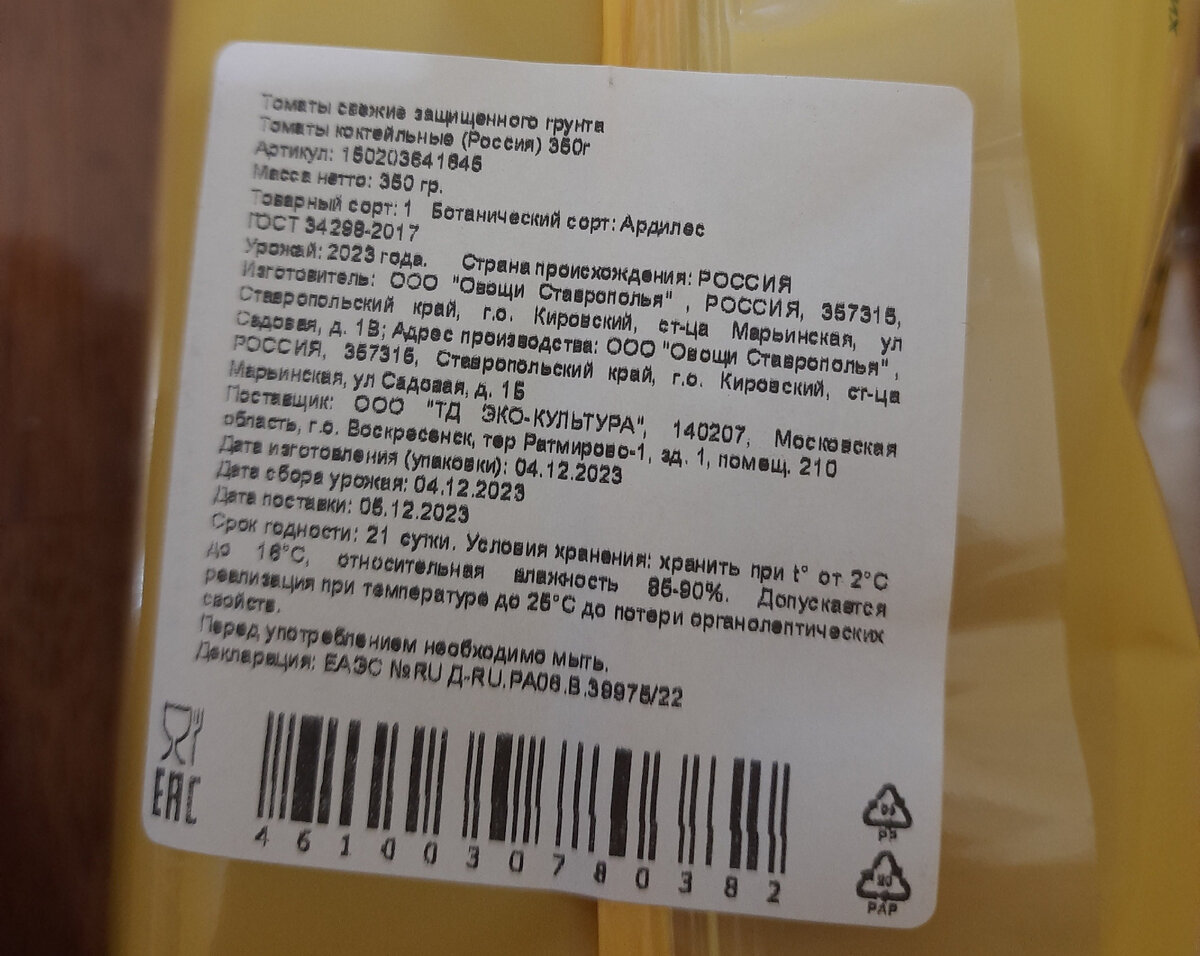 Томаты свежие защищенного грунта
Томаты коктейльные (Россия) 350г
Артикул: 150203641645
Масса нетто: 350 гр.
Товарный сорт: 1 Ботанический сорт: Ардилес
ГОСТ 34298-2017
Урожай: 2023 года. Страна происхождения: РОССИЯ
Изготовитель: ООО "Овощи Ставрополья" , РОССИЯ, 357315,
Ставропольский край, г.о. Кировский, ст-ца Марьинская, ул
Садовая, д. 1В; Адрес производства: ООО "Овощи Ставрополья" ,
РОССИЯ, 357315, Ставропольский край, г.о. Кировский, ст-ца
Марьинская, ул Садовая, д. 1Б
Поставщик: ООО "ТД ЭКО-КУЛЬТУРА", 140207, Московская
область, г.о. Воскресенск, тер Ратмирово-1, зд. 1, помещ. 210
Дата изготовления (упаковки): 04.12.2023
Дата сбора урожая: 04.12.2023
Дата поставки: 05.12.2023
Срок годности: 21 сутки. Условия хранения: хранить при t° от 2°C
до 16°C, относительная влажность 85-90%. Допускается
реализация при температуре до 25°C до потери органолептических
свойств.
Перед употреблением необходимо мыть.
Декларация: ЕАЭС №RU Д-RU.РА06.В.39975/22
EAC
4610030780382
05
PP
20
PAP